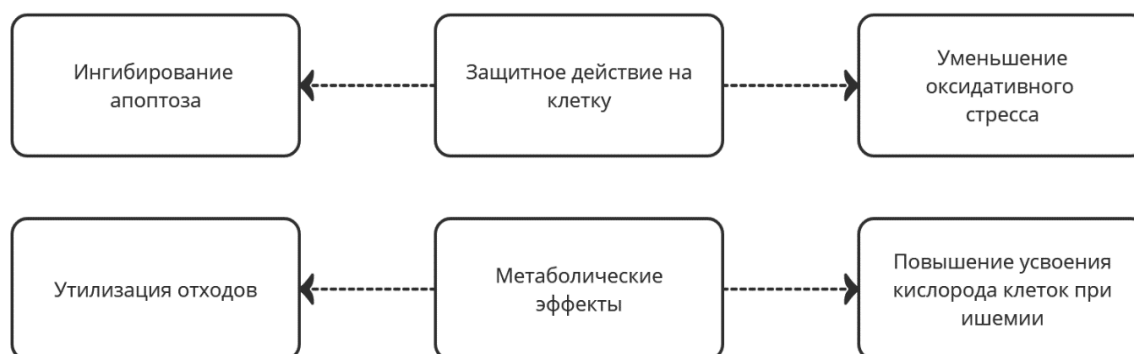 Ингибирование
апоптоза
Защитное действие на
клетку
Уменьшение
оксидативного
стресса
Утилизация отходов
Метаболические
эффекты
Повышение усвоения
кислорода клеток при
ишемии